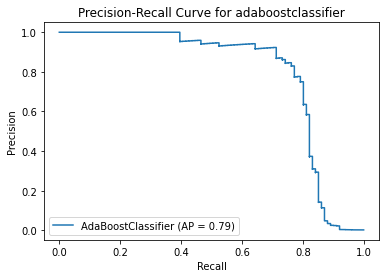 Precision-Recall Curve for adaboostclassifier
1.0
0.8
0.6
0.4
0.2
0.0
Precision
AdaBoostClassifier (AP = 0.79)
0.0 0.2 0.4 0.6 0.8 1.0
Recall